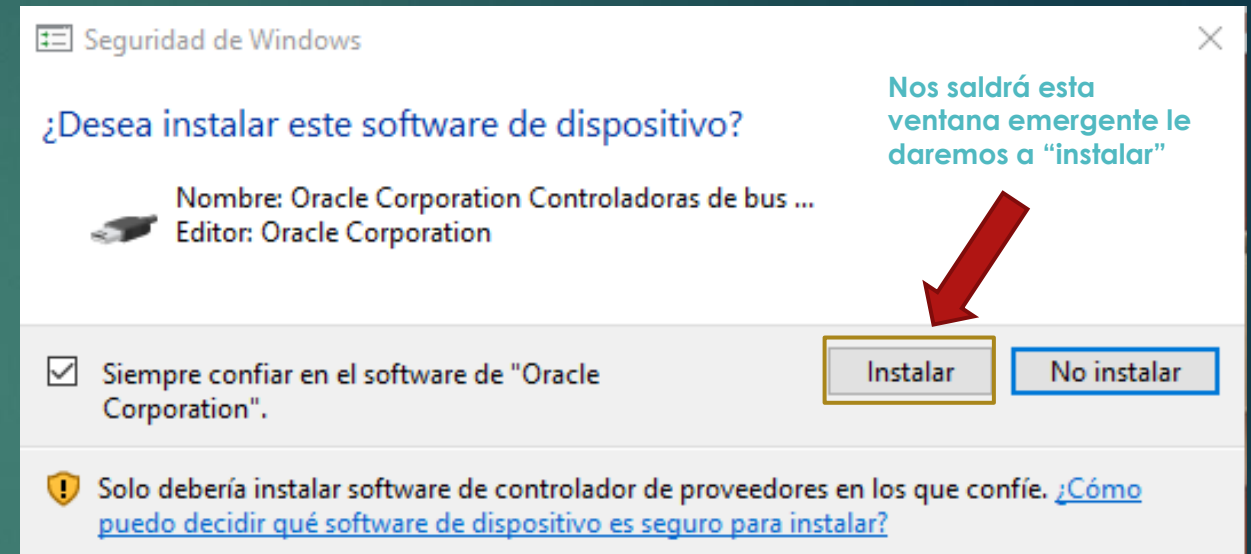 Seguridad de Windows
¿Desea instalar este software de dispositivo?
Nombre: Oracle Corporation Controladoras de bus ...
Editor: Oracle Corporation
Nos saldrá esta
ventana emergente le
daremos a “instalar”
Siempre confiar en el software de "Oracle
Corporation".
Instalar
No instalar
Solo debería instalar software de controlador de proveedores en los que confíe. ¿Cómo
puedo decidir qué software de dispositivo es seguro para instalar?